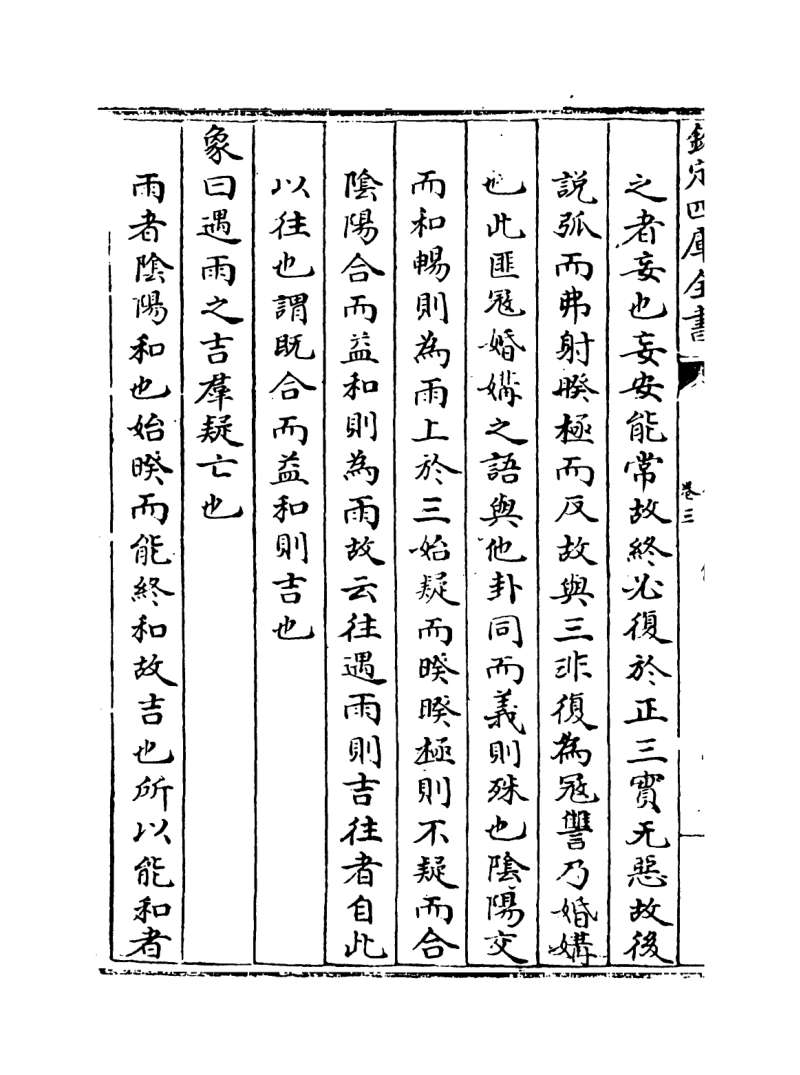 欽定四庫全書
卷三
之者妄也妄安能常故終必復於正三實无惡故後
説弧而弗射睽極而反故與三非復為冦讐乃婚媾
也此匪冦婚媾之語與他卦同而義則殊也陰陽交
而和暢則為雨上於三始疑而睽睽極則不疑而合
陰陽合而益和則為雨故云往遇雨則吉往者自此
以往也謂既合而益和則吉也
象曰遇雨之吉羣疑亡也
雨者陰陽和也始睽而能終和故吉也所以能和者